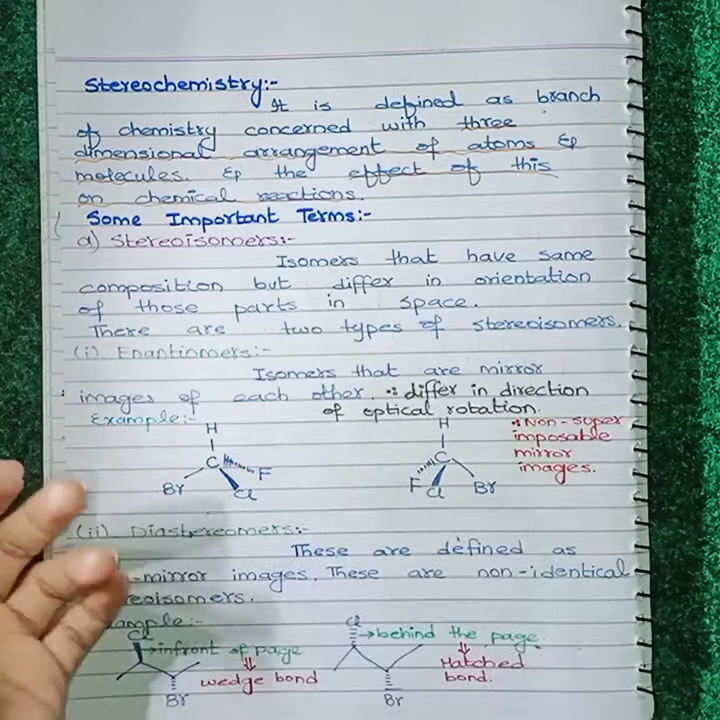 Stereochemistry:-
It is defined as branch
of chemistry concerned with three
dimensional arrangement of atoms &
molecules. & the effect of this
on chemical reactions.
Some Important Terms:-
a) Stereoisomers:-
Isomers that have same
composition but differ in orientation
of those parts in space.
There are two types of stereoisomers.
(i) Enantiomers:-
Isomers that are mirror
images of each other. ∴ differ in direction
of optical rotation.
Example:-
H H
∴ Non-super
imposable
mirror
images.
C F C
Br Cl F Cl Br
(ii) Diastereomers:-
These are défined as
-mirror images. These are non-identical
reoisomers.
ample:-
Cl →infront of page Cl →behind the page
⇓ wedge bond ⇓ Hatched
bond.
Br Br